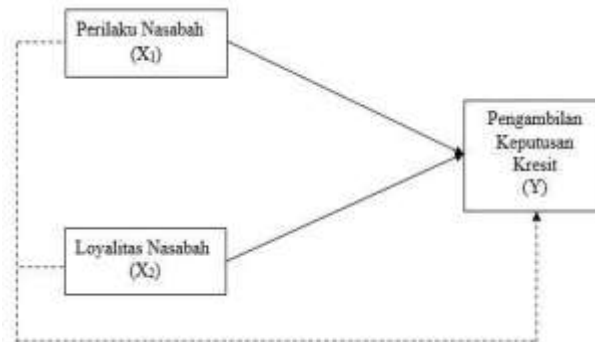 Perilaku Nasabah
(X₁)
Pengambilan
Keputusan
Kresit
(Y)
Loyalitas Nasabah
(X₂)